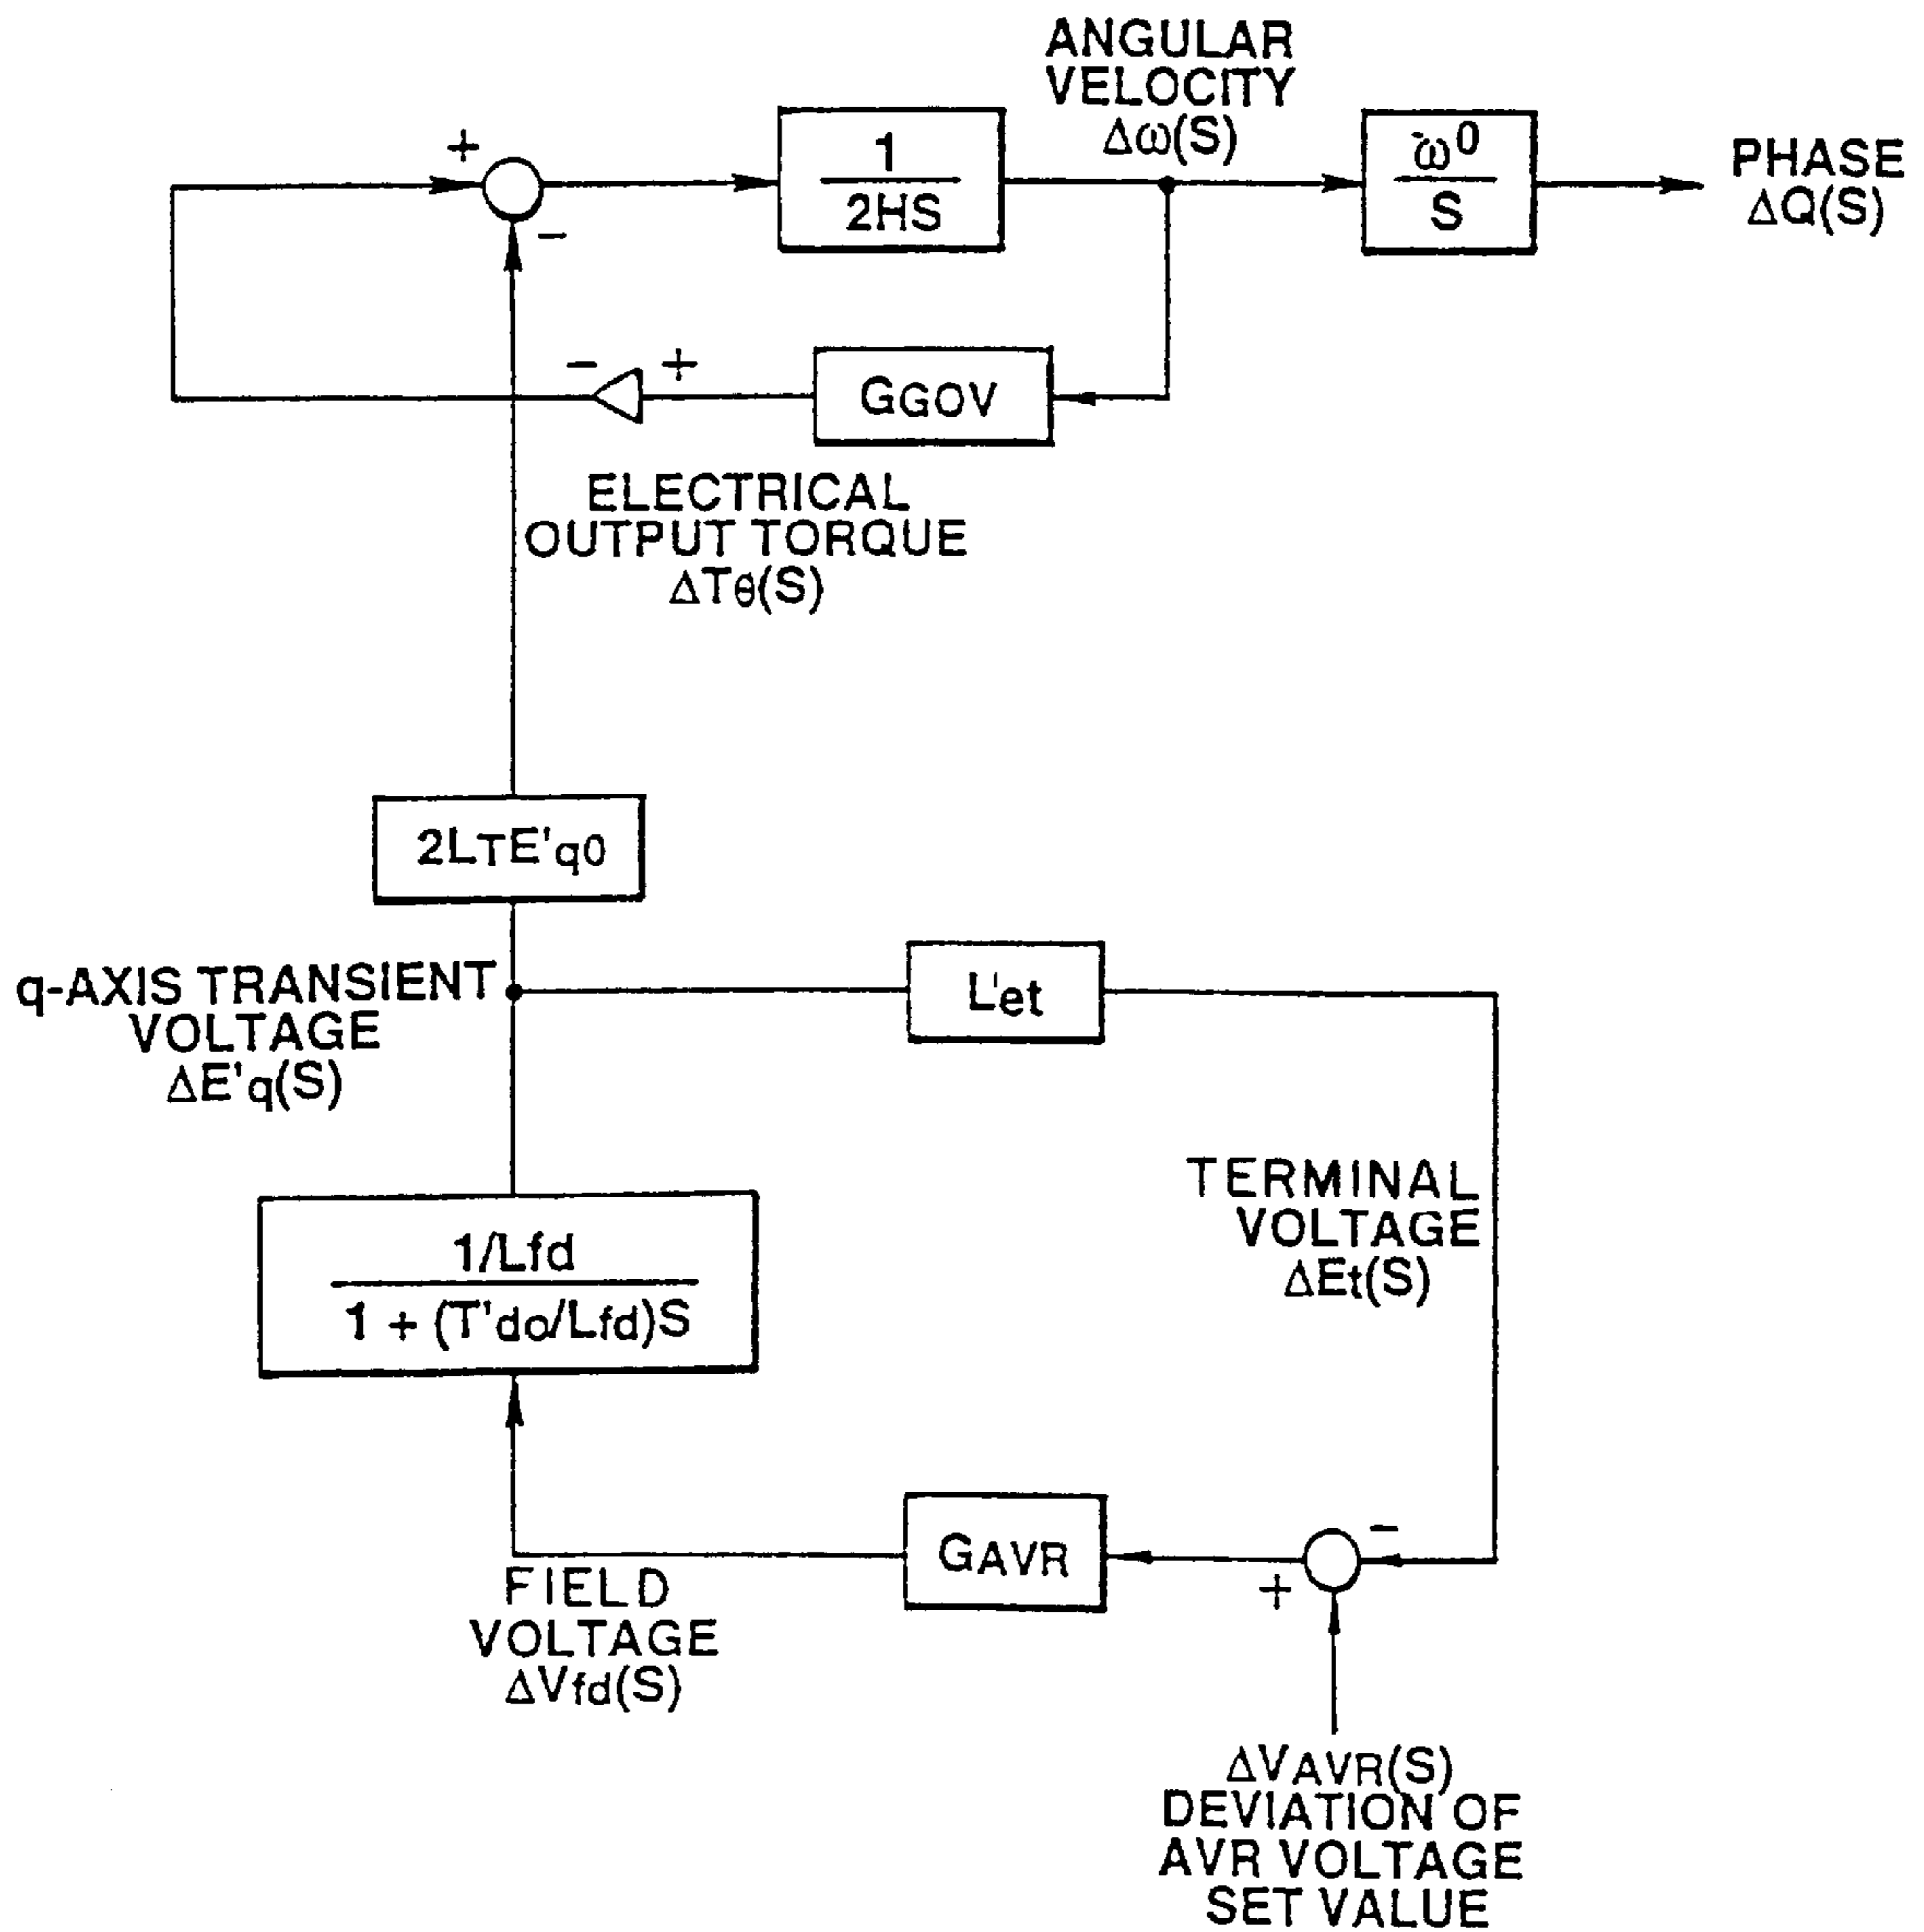 ANGULAR
VELOCITY
Δω(S)
+
-
1
2HS
ω0
S
PHASE
ΔQ(S)
-
+
GGOV
ELECTRICAL
OUTPUT TORQUE
ΔTθ(S)
2LTE'q0
q-AXIS TRANSIENT
VOLTAGE
ΔE'q(S)
L'et
TERMINAL
VOLTAGE
ΔEt(S)
1/Lfd
1 + (T'do/Lfd)S
GAVR
-
+
FIELD
VOLTAGE
ΔVfd(S)
ΔVAVR(S)
DEVIATION OF
AVR VOLTAGE
SET VALUE